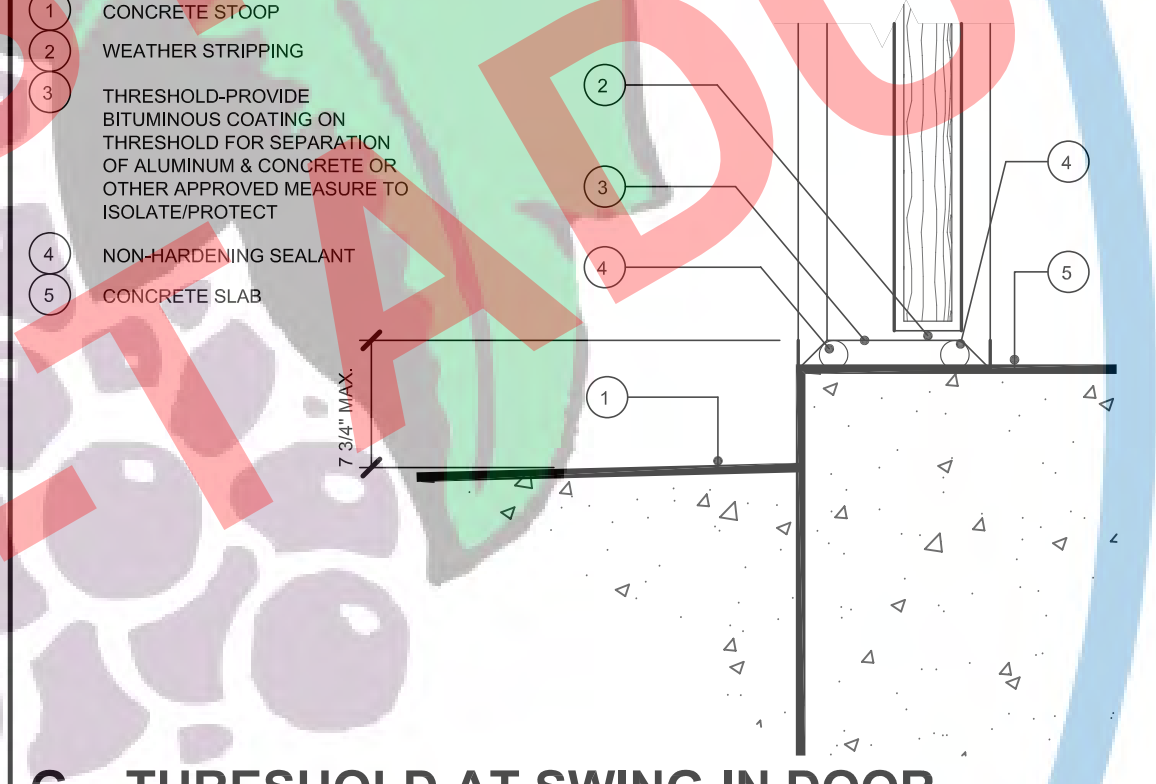 1 CONCRETE STOOP
2 WEATHER STRIPPING
3 THRESHOLD-PROVIDE
BITUMINOUS COATING ON
THRESHOLD FOR SEPARATION
OF ALUMINUM & CONCRETE OR
OTHER APPROVED MEASURE TO
ISOLATE/PROTECT
4 NON-HARDENING SEALANT
5 CONCRETE SLAB
2
3
4
4
5
1
7 3/4" MAX.
THRESHOLD AT SWING-IN DOOR